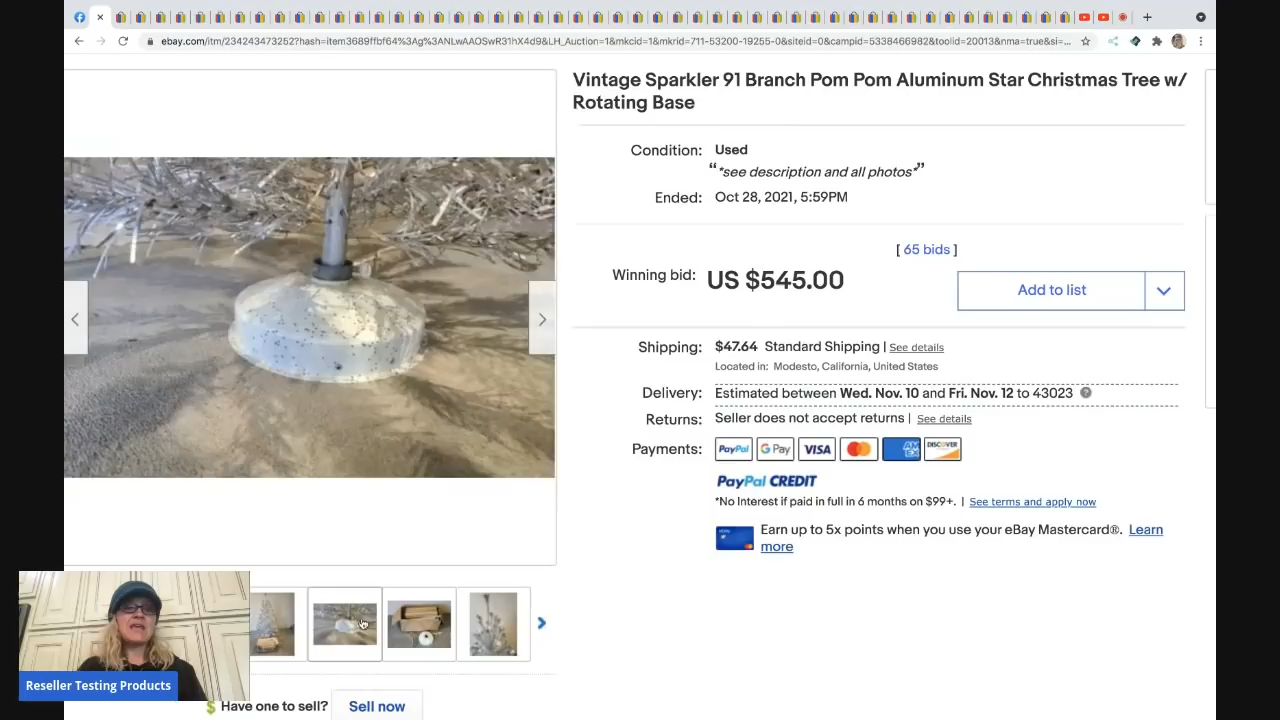 ebay.com/itm/234243473252?hash=item3689ffbf64%3Ag%3ANLwAAOSwR31hX4d9&LH_Auction=1&mkcid=1&mkrid=711-53200-19255-0&siteid=0&campid=5338466982&toolid=20013&nma=true&si=...
Vintage Sparkler 91 Branch Pom Pom Aluminum Star Christmas Tree w/
Rotating Base
Condition: Used
“*see description and all photos*”
Ended: Oct 28, 2021, 5:59PM
[ 65 bids ]
Winning bid: US $545.00
Add to list
Shipping: $47.64 Standard Shipping | See details
Located in: Modesto, California, United States
Delivery: Estimated between Wed. Nov. 10 and Fri. Nov. 12 to 43023
Returns: Seller does not accept returns | See details
Payments: PayPal G Pay VISA AM EX DISCOVER
PayPal CREDIT
*No Interest if paid in full in 6 months on $99+. | See terms and apply now
Earn up to 5x points when you use your eBay Mastercard®. Learn
more
Reseller Testing Products
$ Have one to sell? Sell now